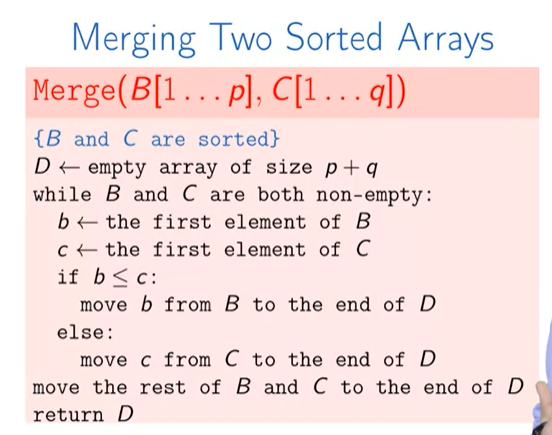 Merging Two Sorted Arrays
Merge(B[1 . . . p], C[1 . . . q])
{B and C are sorted}
D ← empty array of size p + q
while B and C are both non-empty:
b ← the first element of B
c ← the first element of C
if b ≤ c:
move b from B to the end of D
else:
move c from C to the end of D
move the rest of B and C to the end of D
return D